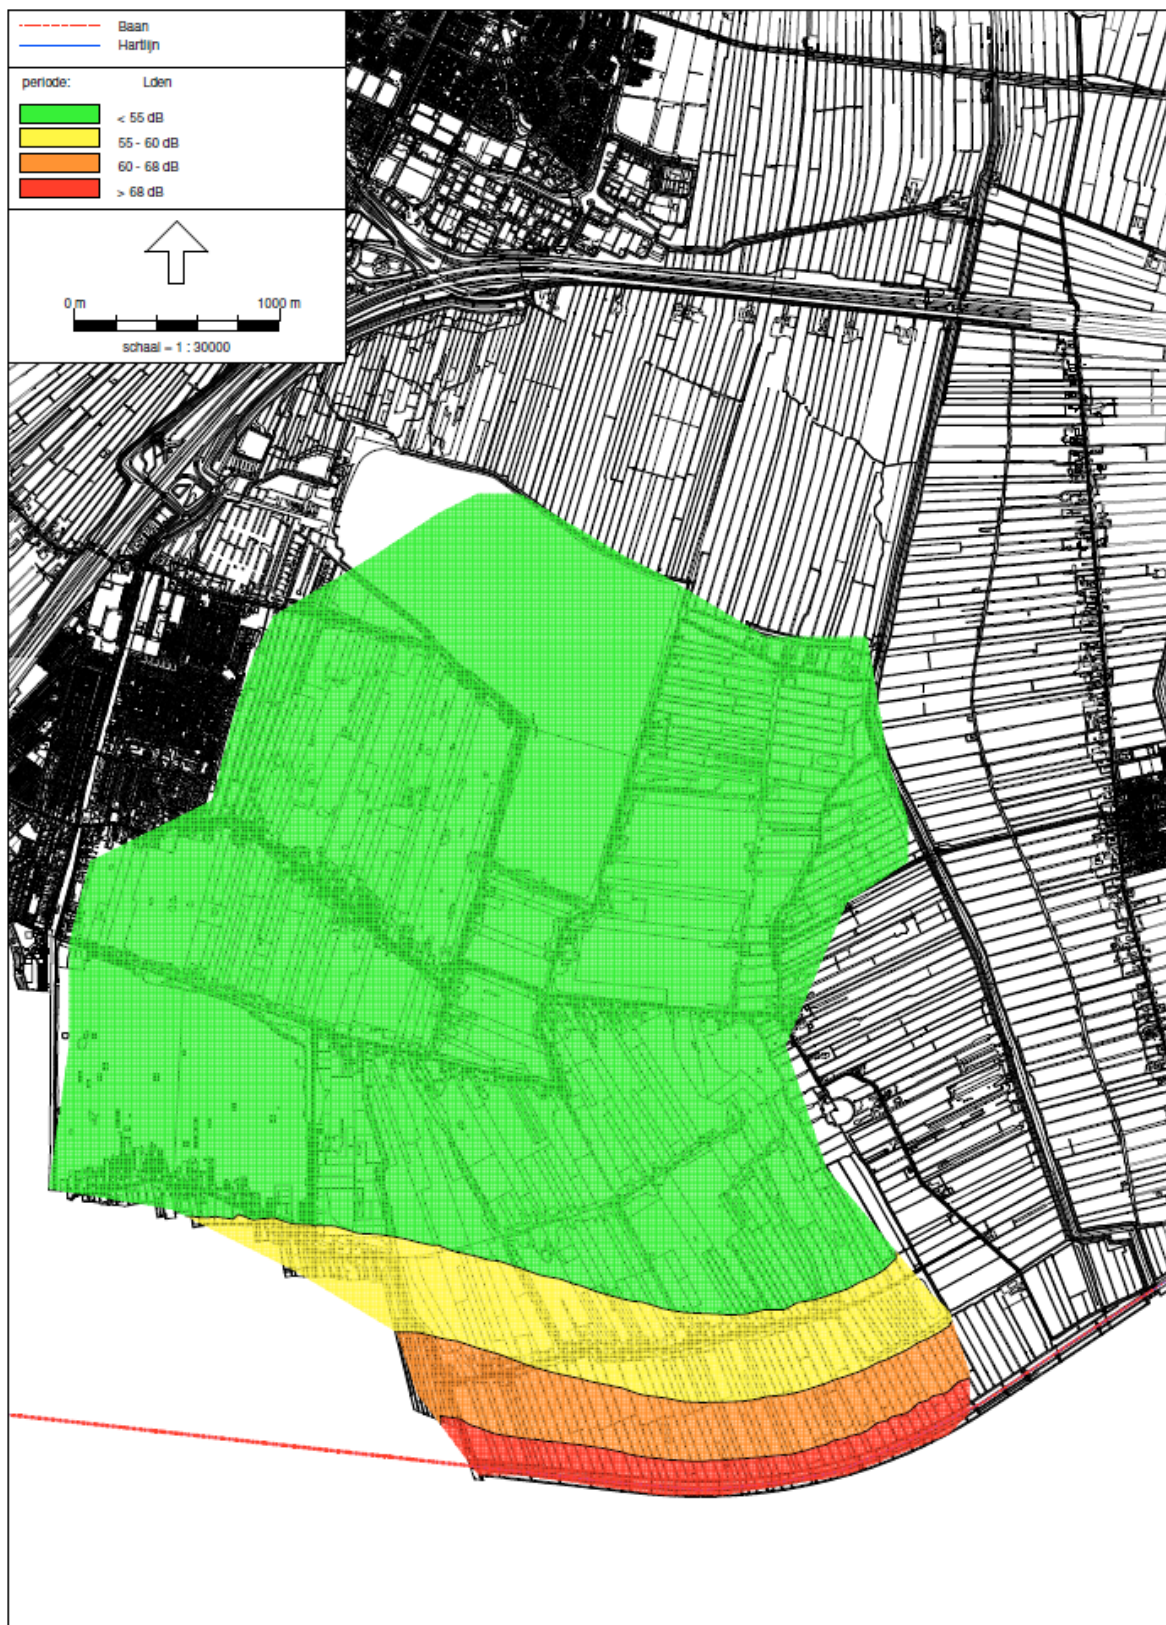 Baan
Hartlijn
periode: Lden
< 55 dB
55 - 60 dB
60 - 68 dB
> 68 dB
0 m 1000 m
schaal = 1 : 30000